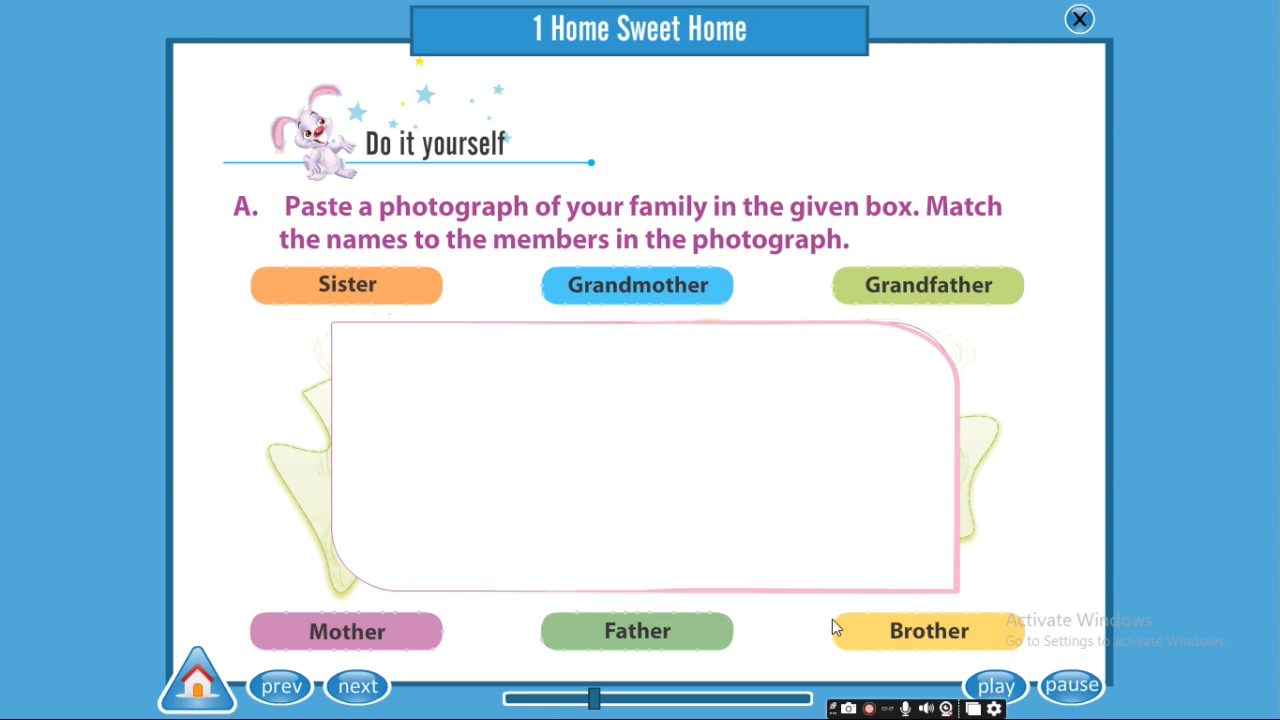 1 Home Sweet Home
Do it yourself
A. Paste a photograph of your family in the given box. Match
the names to the members in the photograph.
Sister
Grandmother
Grandfather
Mother
Father
Brother
Activate Windows
Go to Settings to activate Windows.
prev
next
play
pause